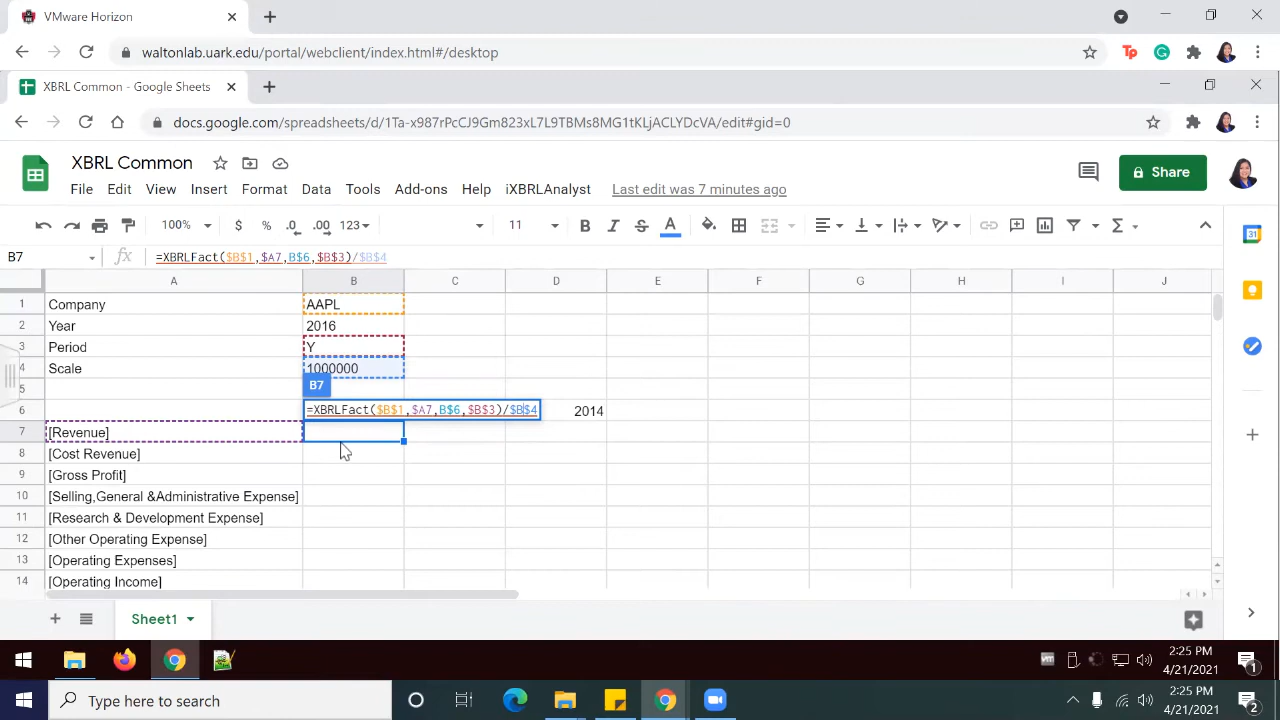 VMware Horizon
waltonlab.uark.edu/portal/webclient/index.html#/desktop
XBRL Common - Google Sheets
docs.google.com/spreadsheets/d/1Ta-x987rPcCJ9Gm823xL7L9TBMs8MG1tKLjACLYDcVA/edit#gid=0
XBRL Common
File Edit View Insert Format Data Tools Add-ons Help iXBRLAnalyst Last edit was 7 minutes ago
Share
100% $ % .0 .00 123 11 B I S A
B7 fx =XBRLFact($B$1,$A7,B$6,$B$3)/$B$4
A B C D E F G H I J
1 Company AAPL
2 Year 2016
3 Period Y
4 Scale 1000000
5 B7
6 =XBRLFact($B$1,$A7,B$6,$B$3)/$B$4 2014
7 [Revenue]
8 [Cost Revenue]
9 [Gross Profit]
10 [Selling,General &Administrative Expense]
11 [Research & Development Expense]
12 [Other Operating Expense]
13 [Operating Expenses]
14 [Operating Income]
Sheet1
2:25 PM
4/21/2021
1
Type here to search
2:25 PM
4/21/2021
2